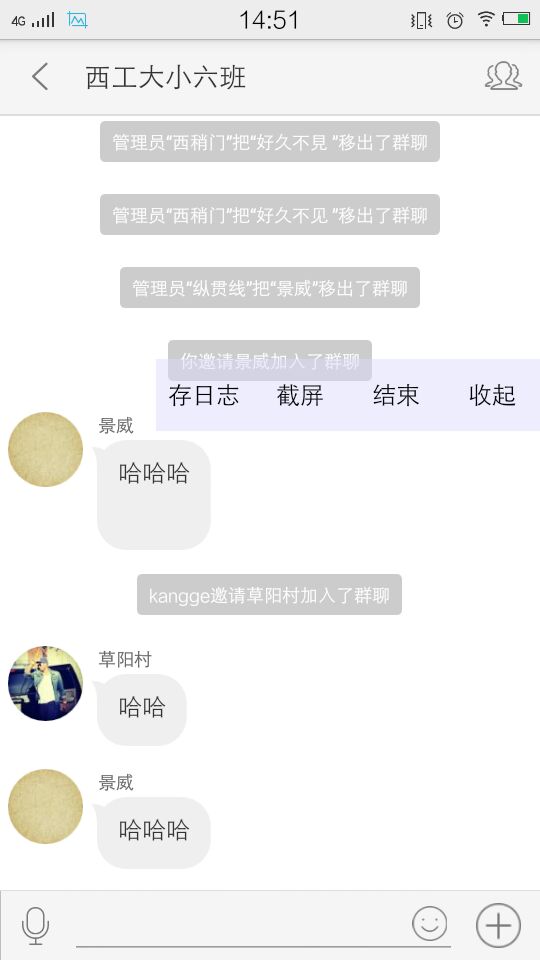 4G 14:51
西工大小六班
管理员“西稍门”把“好久不見 ”移出了群聊
管理员“西稍门”把“好久不见 ”移出了群聊
管理员“纵贯线”把“景威”移出了群聊
你邀请景威加入了群聊
存日志 截屏 结束 收起
景威
哈哈哈
kangge邀请草阳村加入了群聊
草阳村
哈哈
景威
哈哈哈